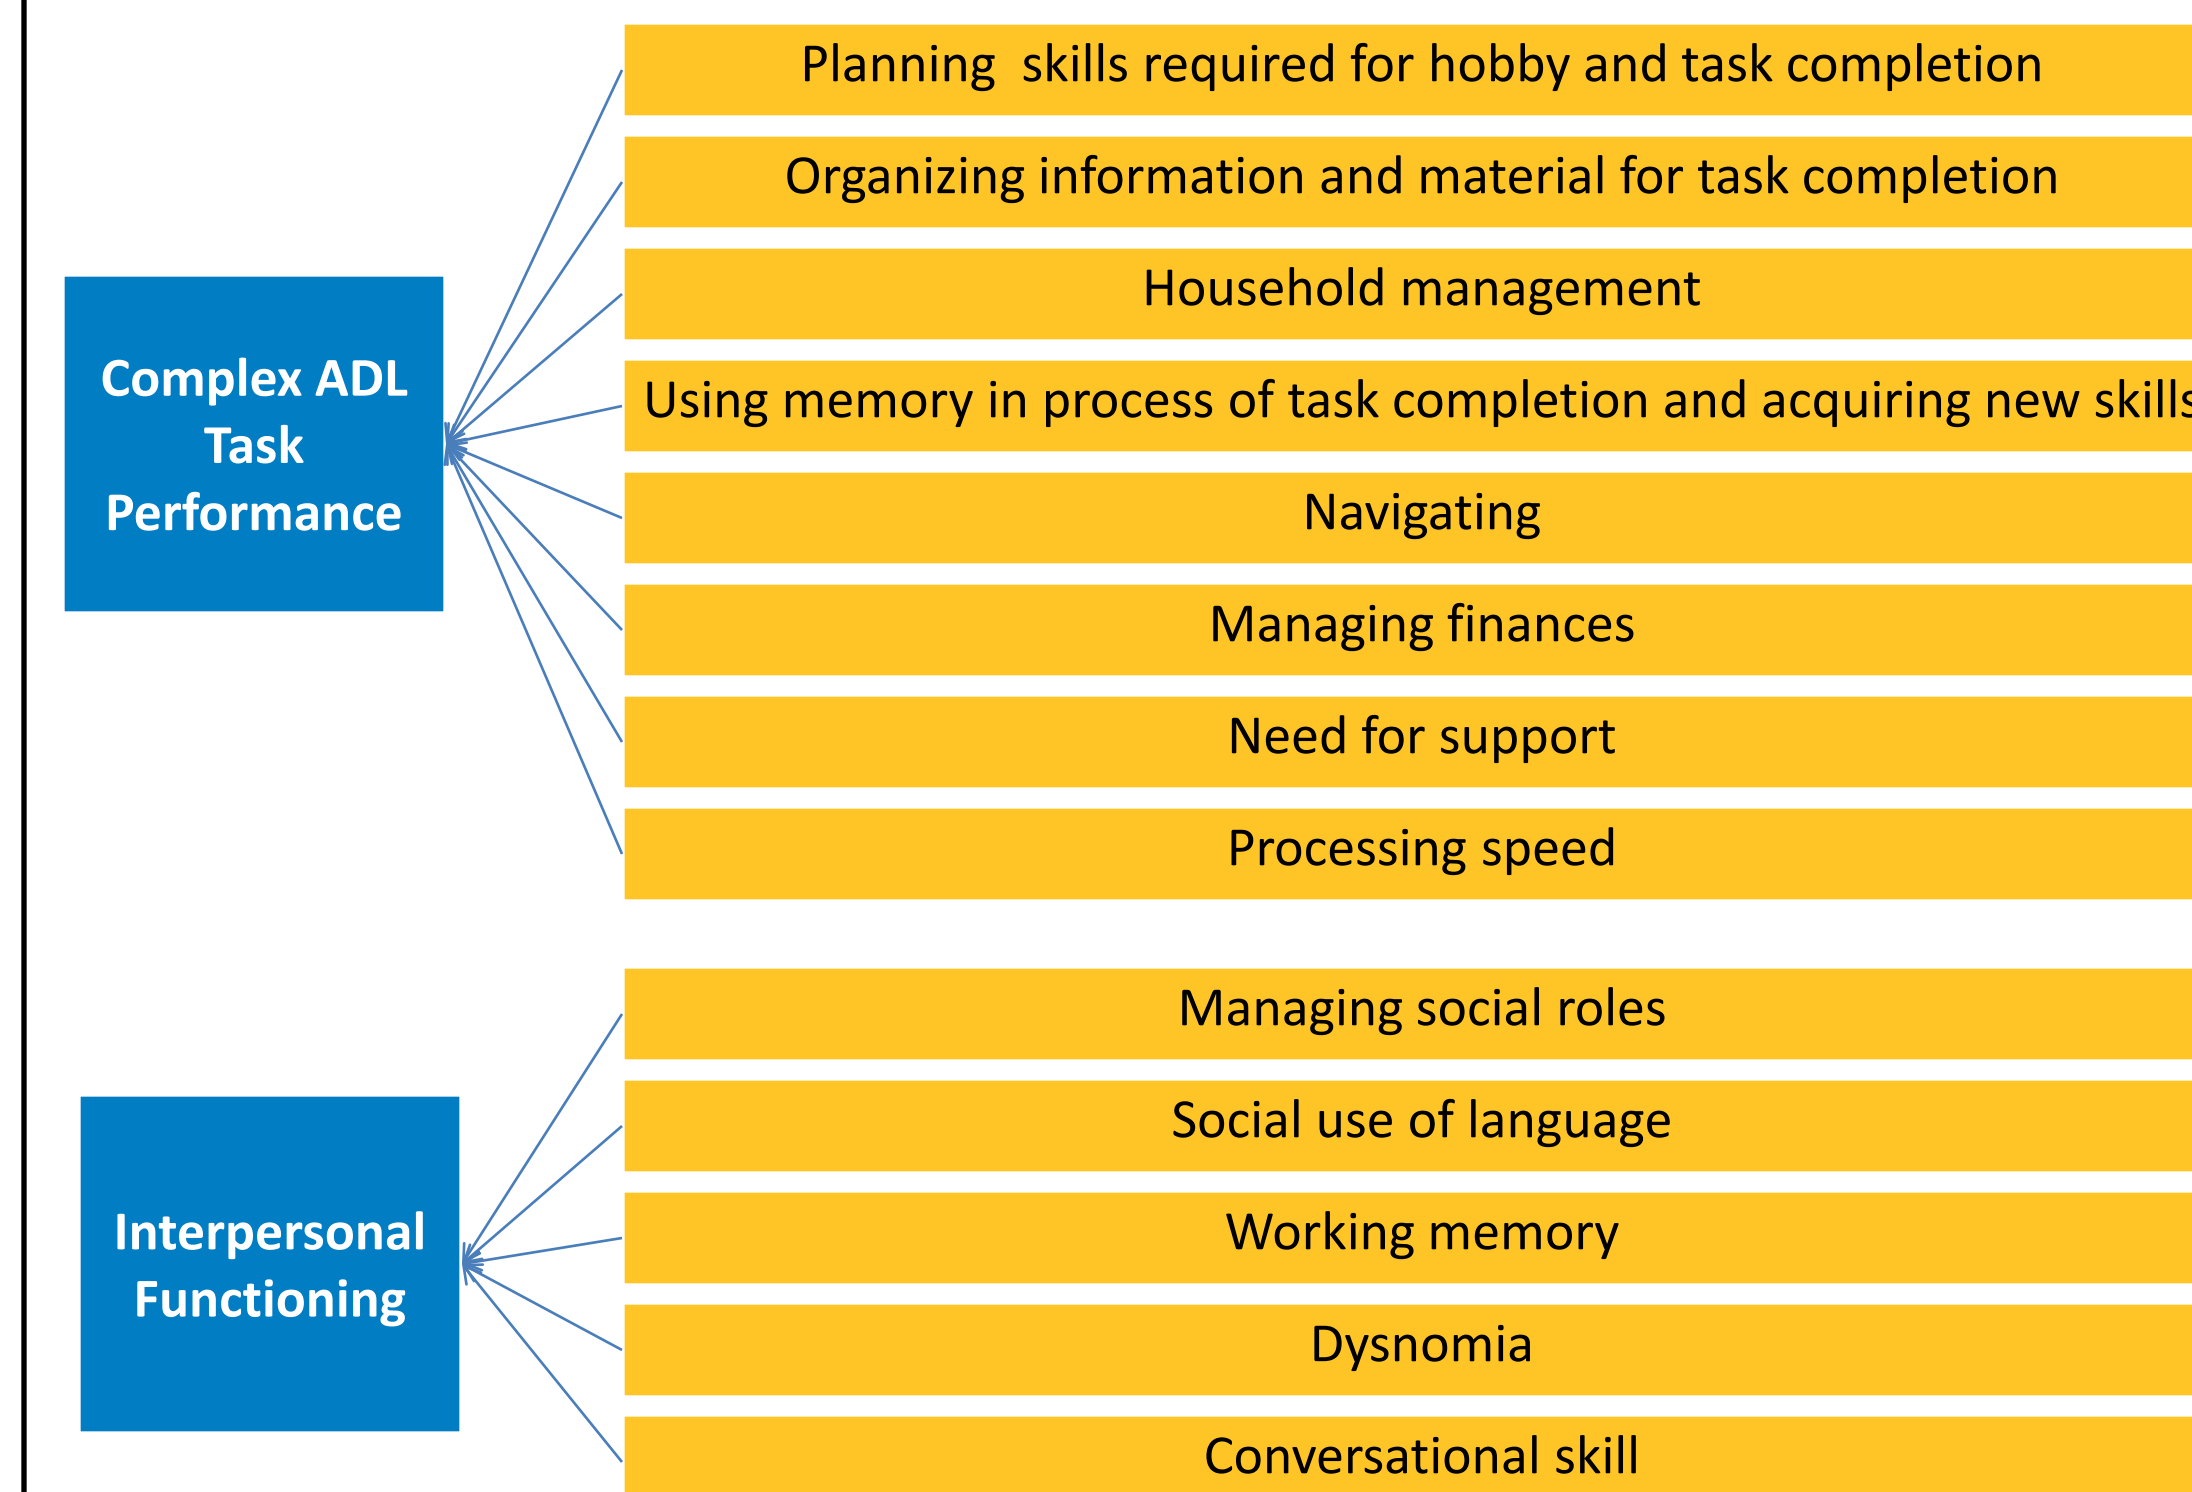 Planning  skills required for hobby and task completion
Organizing information and material for task completion
Household management
Using memory in process of task completion and acquiring new skills
Navigating
Managing finances
Need for support
Processing speed
Complex ADL
Task
Performance
Managing social roles
Social use of language
Working memory
Dysnomia
Conversational skill
Interpersonal
Functioning